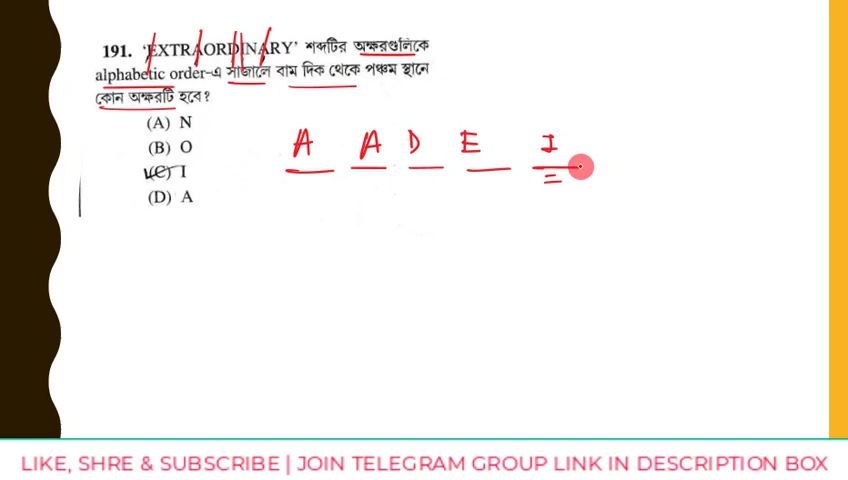 191. 'EXTRAORDINARY' শব্দটির অক্ষরগুলিকে
alphabetic order-এ সাজালে বাম দিক থেকে পঞ্চম স্থানে
কোন অক্ষরটি হবে?
(A) N
(B) O
(C) I
(D) A
A A D E I
LIKE, SHRE & SUBSCRIBE | JOIN TELEGRAM GROUP LINK IN DESCRIPTION BOX